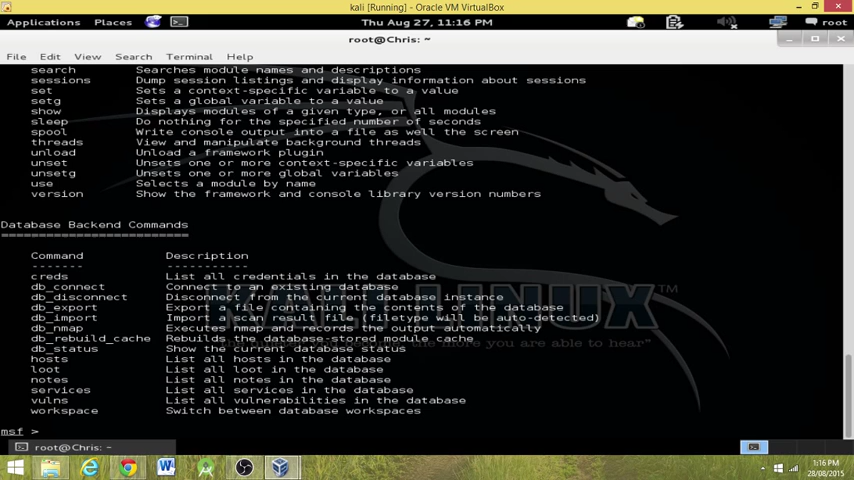 kali [Running] - Oracle VM VirtualBox
Applications Places Thu Aug 27, 11:16 PM root
root@Chris: ~
File Edit View Search Terminal Help
search Searches module names and descriptions
sessions Dump session listings and display information about sessions
set Sets a context-specific variable to a value
setg Sets a global variable to a value
show Displays modules of a given type, or all modules
sleep Do nothing for the specified number of seconds
spool Write console output into a file as well the screen
threads View and manipulate background threads
unload Unload a framework plugin
unset Unsets one or more context-specific variables
unsetg Unsets one or more global variables
use Selects a module by name
version Show the framework and console library version numbers
Database Backend Commands
=========================
Command Description
------- -----------
creds List all credentials in the database
db_connect Connect to an existing database
db_disconnect Disconnect from the current database instance
db_export Export a file containing the contents of the database
db_import Import a scan result file (filetype will be auto-detected)
db_nmap Executes nmap and records the output automatically
db_rebuild_cache Rebuilds the database-stored module cache
db_status Show the current database status
hosts List all hosts in the database
loot List all loot in the database
notes List all notes in the database
services List all services in the database
vulns List all vulnerabilities in the database
workspace Switch between database workspaces
KALI LINUX ™
the more you are able to hear"
msf >
root@Chris: ~
1:16 PM
28/08/2015